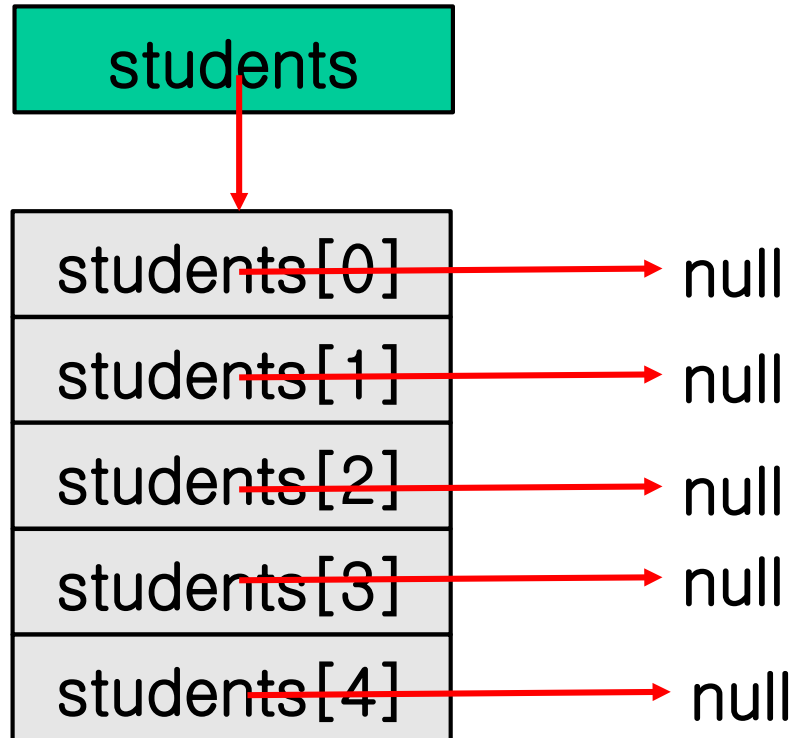 students
students[0] null
students[1] null
students[2] null
students[3] null
students[4] null